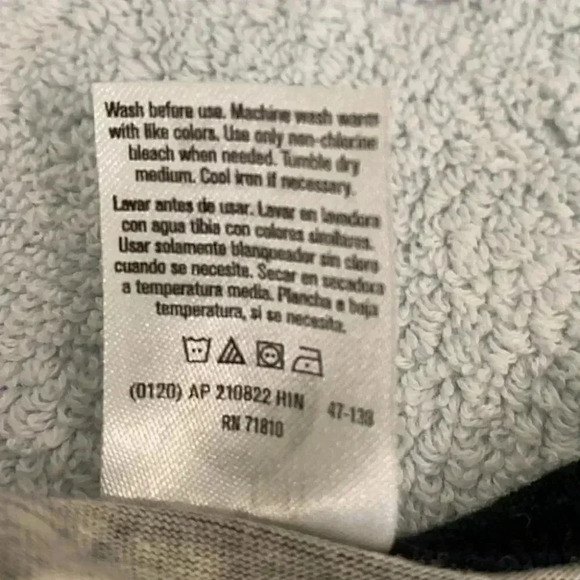 Wash before use. Machine wash warm
with like colors. Use only non-chlorine
bleach when needed. Tumble dry
medium. Cool iron if necessary.
Lavar antes de usar. Lavar en lavadora
con agua tibia con colores similares.
Usar solamente blanqueador sin cloro
cuando se necesite. Secar en secadora
a temperatura media. Plancha a baja
temperatura, si se necesita.
(0120) AP 210822 HIN 47-138
RN 71810